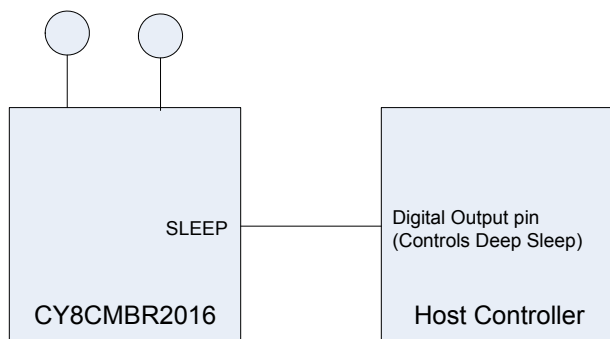 SLEEP
Digital Output pin
(Controls Deep Sleep)
CY8CMBR2016
Host Controller